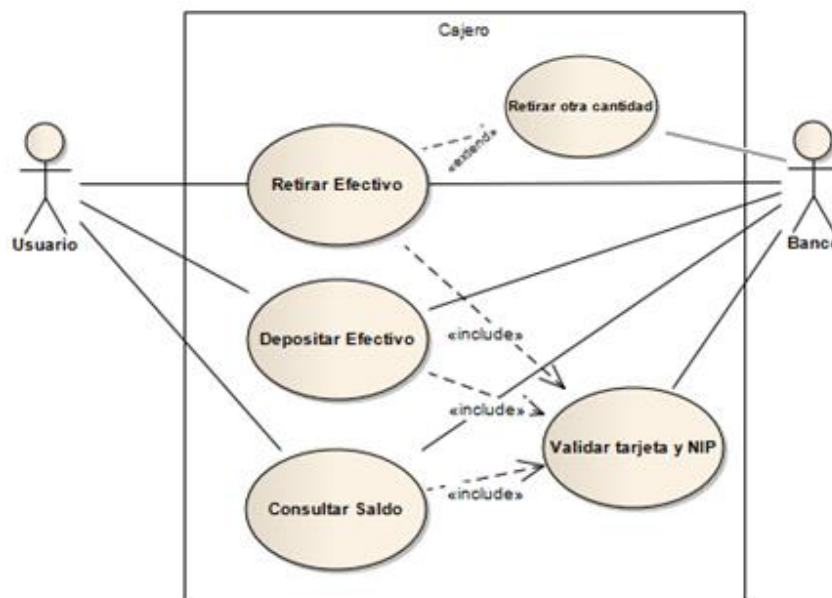 Cajero
Retirar otra cantidad
«extend»
Retirar Efectivo
Usuario
Banco
Depositar Efectivo
«include»
«include»
Validar tarjeta y NIP
«include»
Consultar Saldo